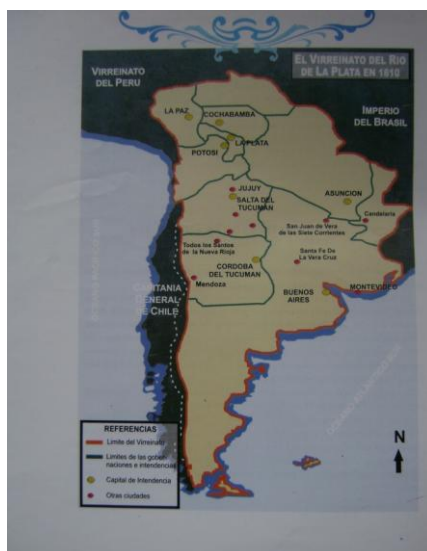 EL VIRREINATO DEL RIO
DE LA PLATA EN 1810
VIRREINATO
DEL PERU
IMPERIO
DEL BRASIL
LA PAZ
COCHABAMBA
LA PLATA
POTOSI
JUJUY
SALTA DEL
TUCUMAN
ASUNCION
Candelaria
San Juan de Vera
de las Siete Corrientes
Todos los Santos
de la Nueva Rioja
Santa Fe De
La Vera Cruz
CORDOBA
DEL TUCUMAN
Mendoza
CAPITANIA
GENERAL
DE CHILE
BUENOS
AIRES
MONTEVIDEO
REFERENCIAS
Limite del Virreinato
Limites de las gober-
naciones e intendencias
Capital de Intendencia
Otras ciudades
N